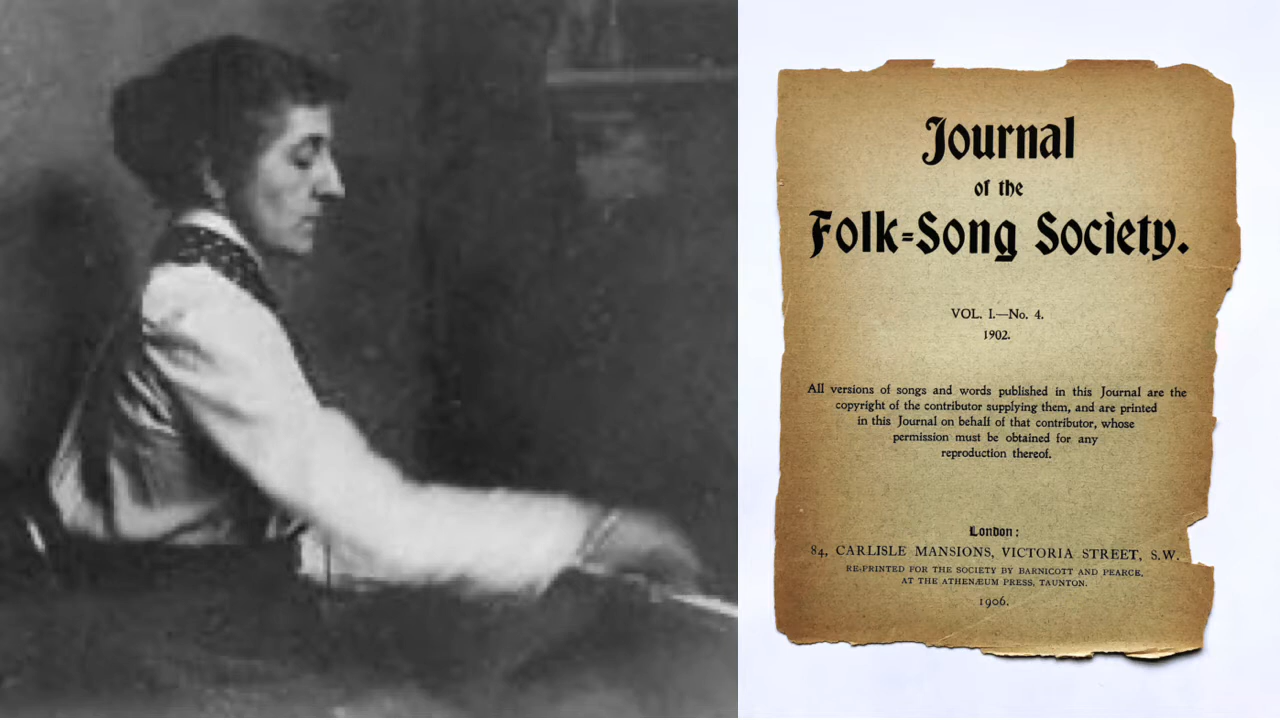 Journal
of the
Folk=Song Society.
VOL. I.—No. 4.
1902.
All versions of songs and words published in this Journal are the
copyright of the contributor supplying them, and are printed
in this Journal on behalf of that contributor, whose
permission must be obtained for any
reproduction thereof.
London:
84, CARLISLE MANSIONS, VICTORIA STREET, S.W.
RE-PRINTED FOR THE SOCIETY BY BARNICOTT AND PEARCE,
AT THE ATHENÆUM PRESS, TAUNTON.
1906.